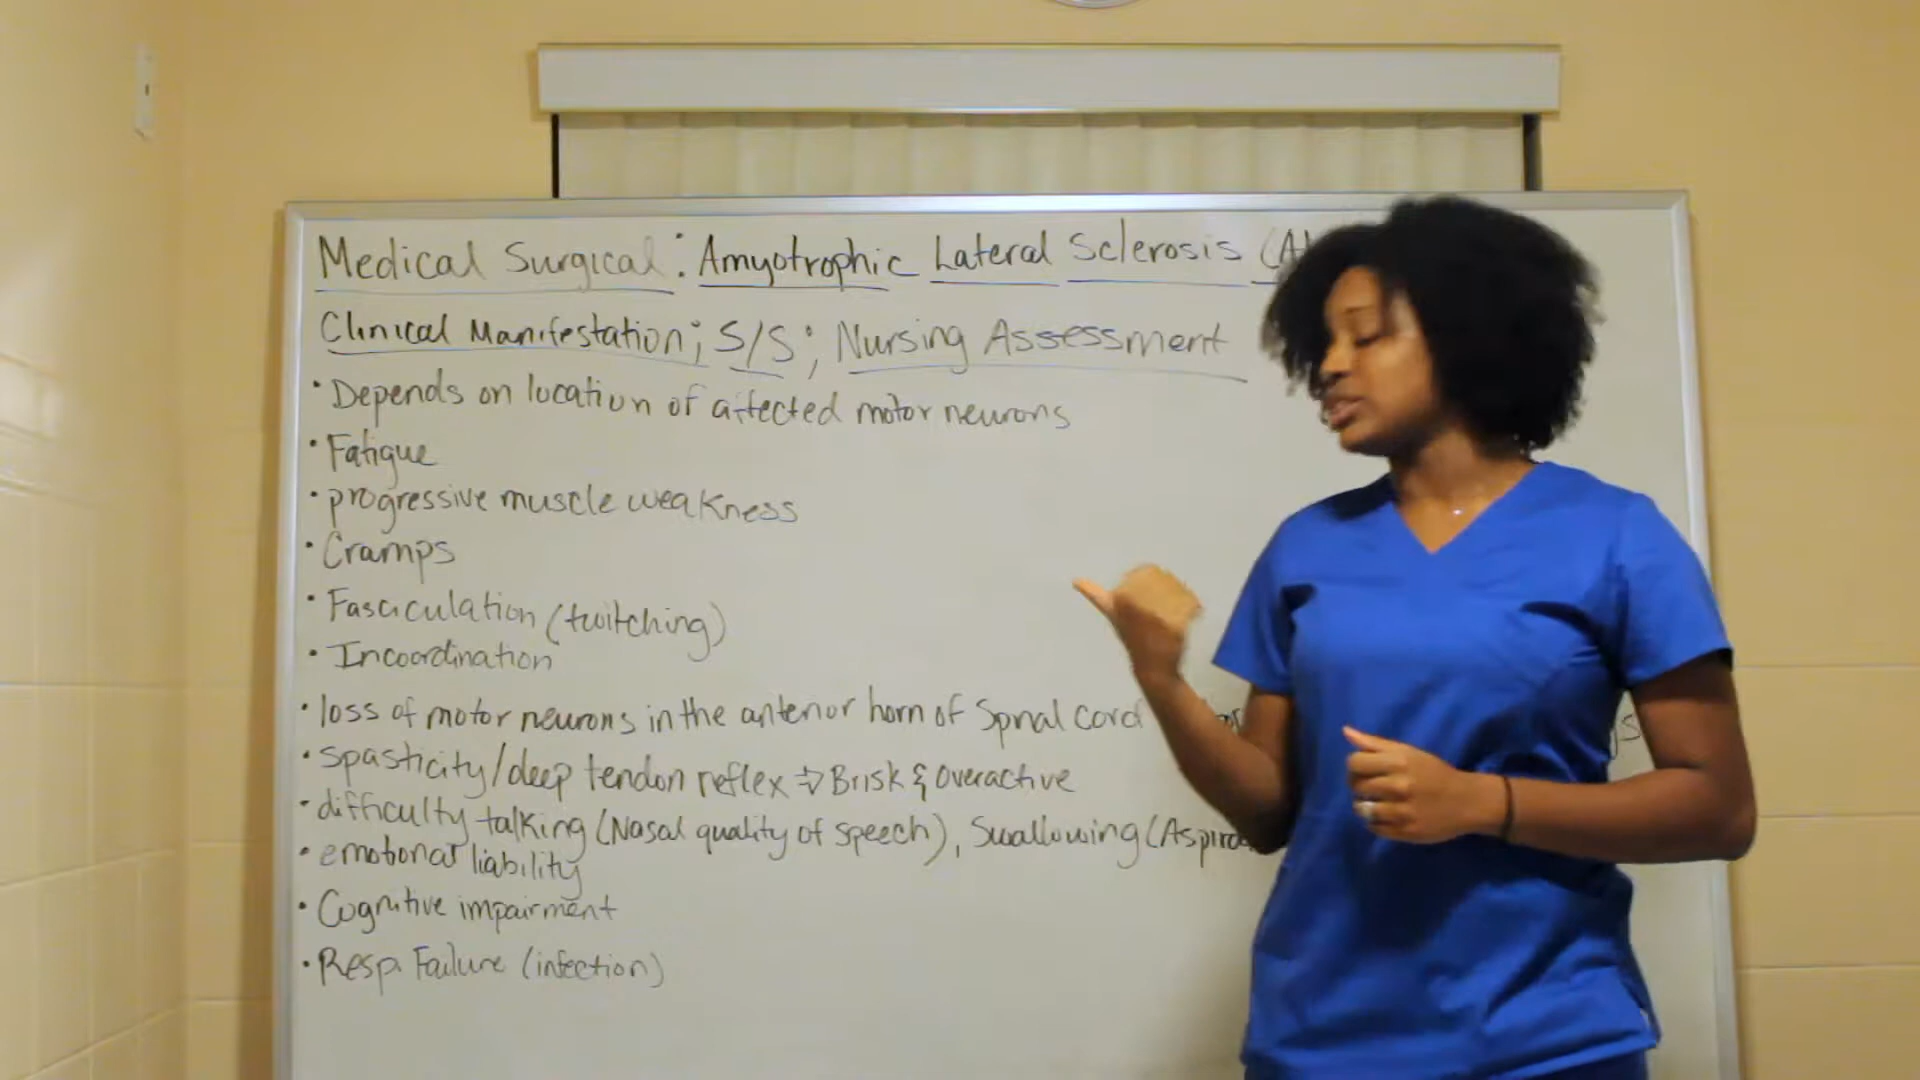 Medical Surgical: Amyotrophic Lateral Sclerosis (AL
Clinical Manifestation; S/S; Nursing Assessment
• Depends on location of affected motor neurons
• Fatigue
• progressive muscle weakness
• Cramps
• Fasciculation (twitching)
• Incoordination
• loss of motor neurons in the anterior horn of Spinal Cord
• Spasticity/deep tendon reflex ⇒ Brisk & Overactive
• difficulty talking (Nasal quality of speech), Swallowing (Aspira
• emotional liability
• Cognitive impairment
• Resp. Failure (infection)